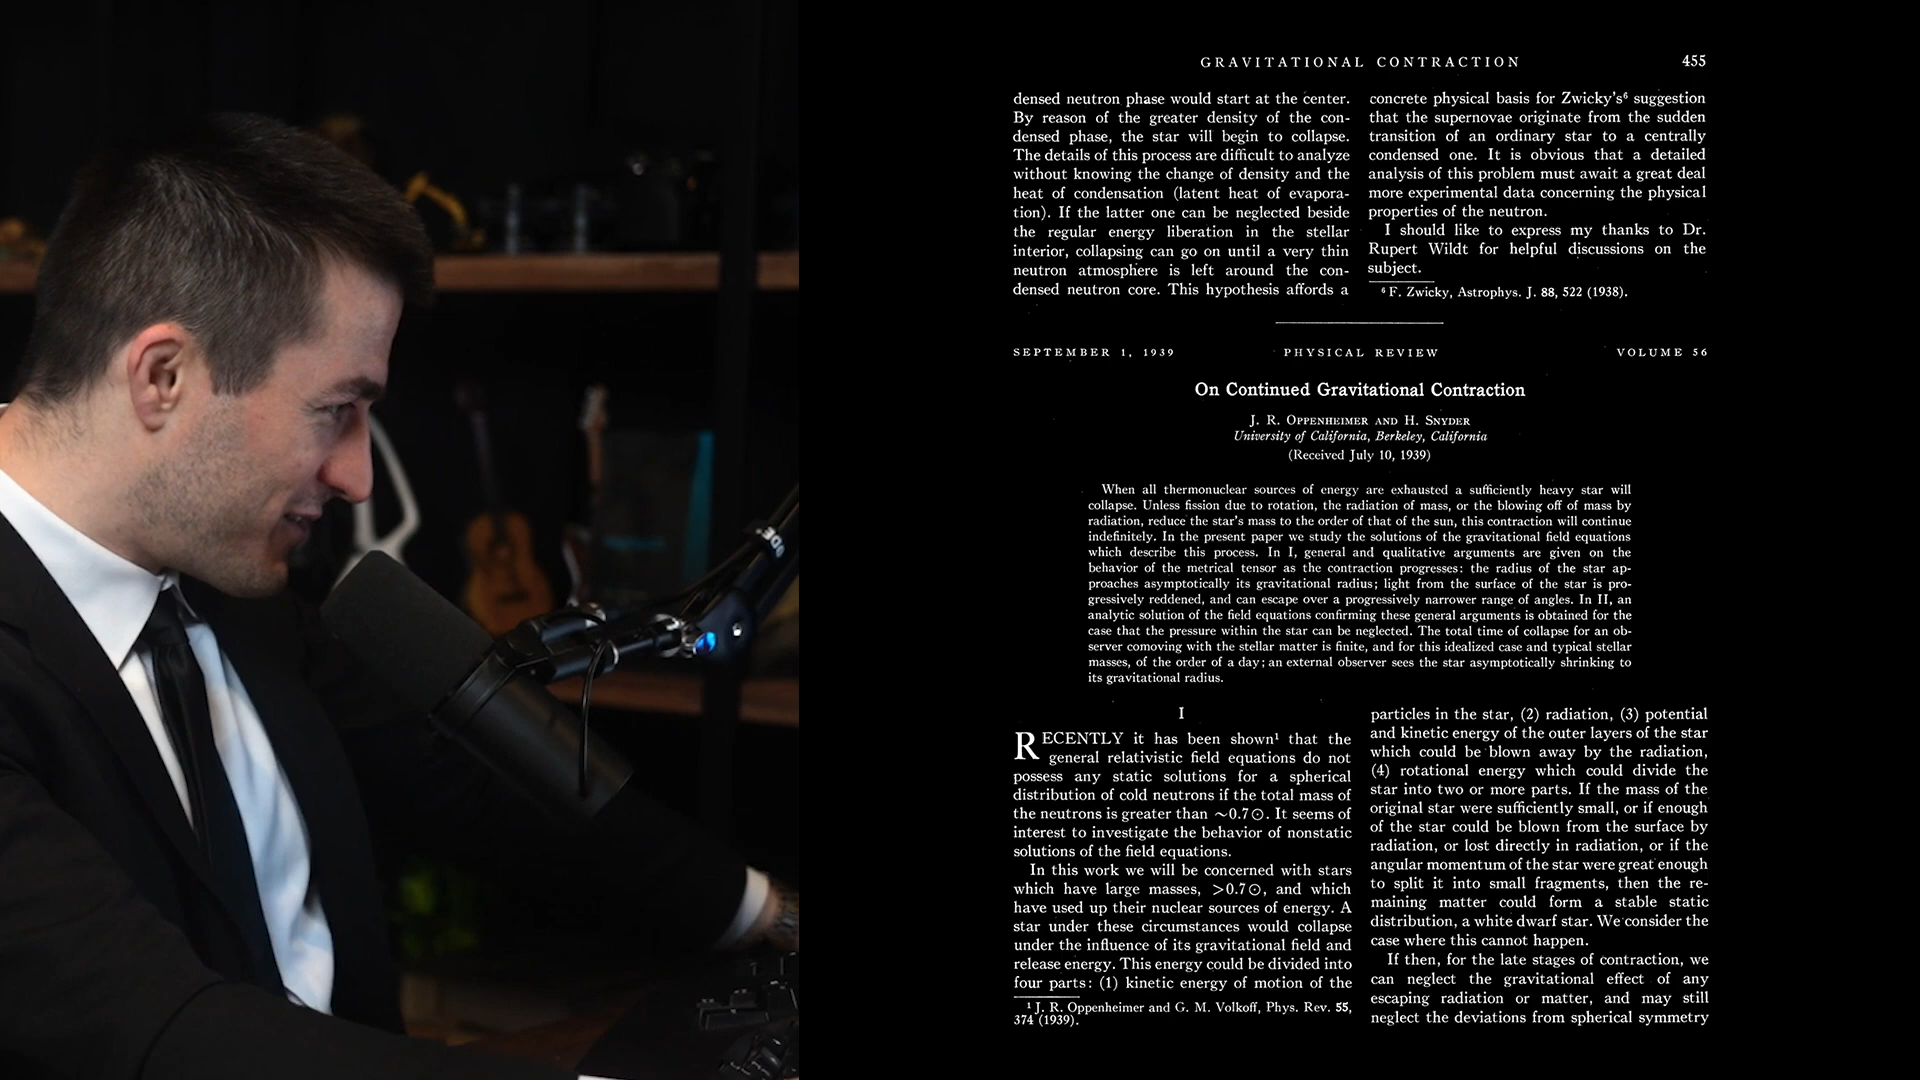 GRAVITATIONAL CONTRACTION 455
densed neutron phase would start at the center.
By reason of the greater density of the con-
densed phase, the star will begin to collapse.
The details of this process are difficult to analyze
without knowing the change of density and the
heat of condensation (latent heat of evapora-
tion). If the latter one can be neglected beside
the regular energy liberation in the stellar
interior, collapsing can go on until a very thin
neutron atmosphere is left around the con-
densed neutron core. This hypothesis affords a
concrete physical basis for Zwicky's⁶ suggestion
that the supernovae originate from the sudden
transition of an ordinary star to a centrally
condensed one. It is obvious that a detailed
analysis of this problem must await a great deal
more experimental data concerning the physical
properties of the neutron.
I should like to express my thanks to Dr.
Rupert Wildt for helpful discussions on the
subject.
⁶ F. Zwicky, Astrophys. J. 88, 522 (1938).
SEPTEMBER 1, 1939 PHYSICAL REVIEW VOLUME 56
On Continued Gravitational Contraction
J. R. OPPENHEIMER AND H. SNYDER
University of California, Berkeley, California
(Received July 10, 1939)
When all thermonuclear sources of energy are exhausted a sufficiently heavy star will
collapse. Unless fission due to rotation, the radiation of mass, or the blowing off of mass by
radiation, reduce the star's mass to the order of that of the sun, this contraction will continue
indefinitely. In the present paper we study the solutions of the gravitational field equations
which describe this process. In I, general and qualitative arguments are given on the
behavior of the metrical tensor as the contraction progresses: the radius of the star ap-
proaches asymptotically its gravitational radius; light from the surface of the star is pro-
gressively reddened, and can escape over a progressively narrower range of angles. In II, an
analytic solution of the field equations confirming these general arguments is obtained for the
case that the pressure within the star can be neglected. The total time of collapse for an ob-
server comoving with the stellar matter is finite, and for this idealized case and typical stellar
masses, of the order of a day; an external observer sees the star asymptotically shrinking to
its gravitational radius.
I
RECENTLY it has been shown¹ that the
general relativistic field equations do not
possess any static solutions for a spherical
distribution of cold neutrons if the total mass of
the neutrons is greater than ~0.7☉. It seems of
interest to investigate the behavior of nonstatic
solutions of the field equations.
In this work we will be concerned with stars
which have large masses, >0.7☉, and which
have used up their nuclear sources of energy. A
star under these circumstances would collapse
under the influence of its gravitational field and
release energy. This energy could be divided into
four parts: (1) kinetic energy of motion of the
¹ J. R. Oppenheimer and G. M. Volkoff, Phys. Rev. 55,
374 (1939).
particles in the star, (2) radiation, (3) potential
and kinetic energy of the outer layers of the star
which could be blown away by the radiation,
(4) rotational energy which could divide the
star into two or more parts. If the mass of the
original star were sufficiently small, or if enough
of the star could be blown from the surface by
radiation, or lost directly in radiation, or if the
angular momentum of the star were great enough
to split it into small fragments, then the re-
maining matter could form a stable static
distribution, a white dwarf star. We consider the
case where this cannot happen.
If then, for the late stages of contraction, we
can neglect the gravitational effect of any
escaping radiation or matter, and may still
neglect the deviations from spherical symmetry